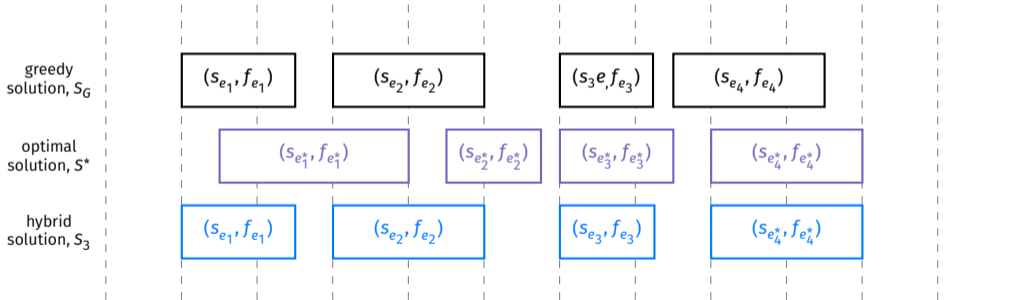 greedy
solution, S_G
(s_{e_1}, f_{e_1})
(s_{e_2}, f_{e_2})
(s_3e, f_{e_3})
(s_{e_4}, f_{e_4})
optimal
solution, S*
(s_{e_1^*}, f_{e_1^*})
(s_{e_2^*}, f_{e_2^*})
(s_{e_3^*}, f_{e_3^*})
(s_{e_4^*}, f_{e_4^*})
hybrid
solution, S_3
(s_{e_1}, f_{e_1})
(s_{e_2}, f_{e_2})
(s_{e_3}, f_{e_3})
(s_{e_4^*}, f_{e_4^*})